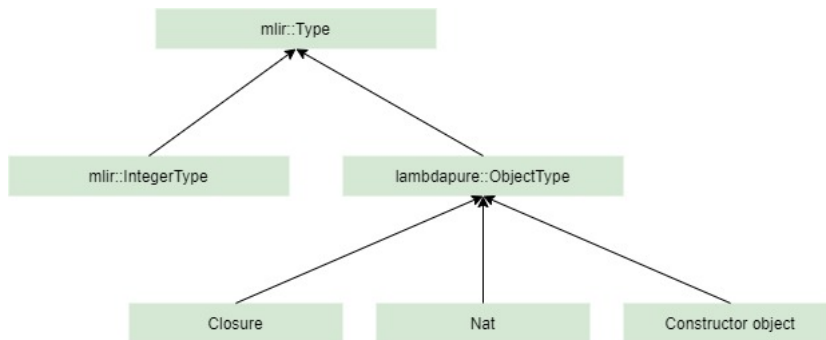 mlir::Type
mlir::IntegerType
lambdapure::ObjectType
Closure
Nat
Constructor object